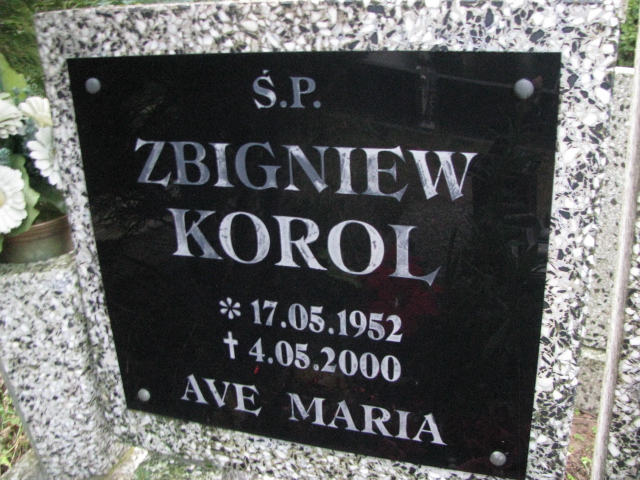 Ś.P.
ZBIGNIEW
KOROL
* 17.05.1952
✝ 4.05.2000
AVE MARIA